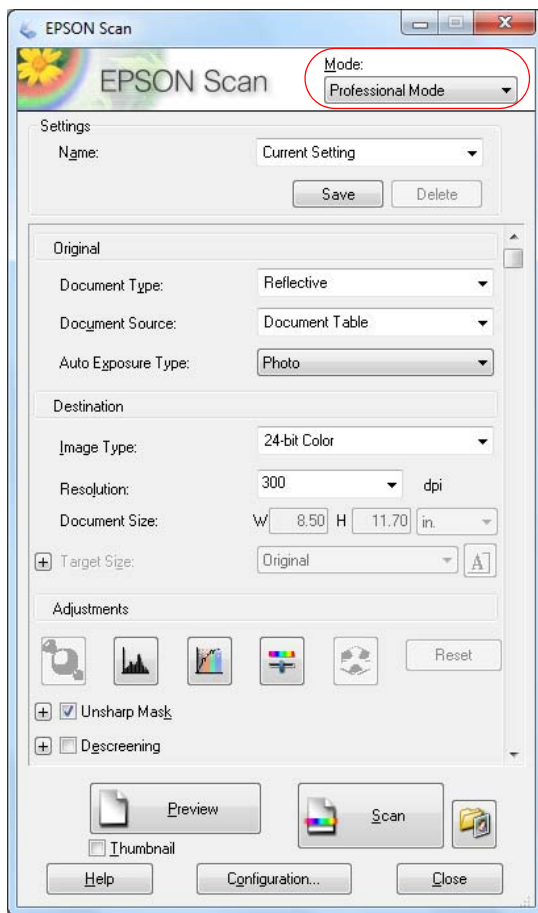 EPSON Scan
EPSON Scan
Mode:
Professional Mode
Settings
Name: Current Setting
Save Delete
Original
Document Type: Reflective
Document Source: Document Table
Auto Exposure Type: Photo
Destination
Image Type: 24-bit Color
Resolution: 300 dpi
Document Size: W 8.50 H 11.70 in.
Target Size: Original A
Adjustments
Reset
Unsharp Mask
Descreening
Preview Scan
Thumbnail
Help Configuration... Close